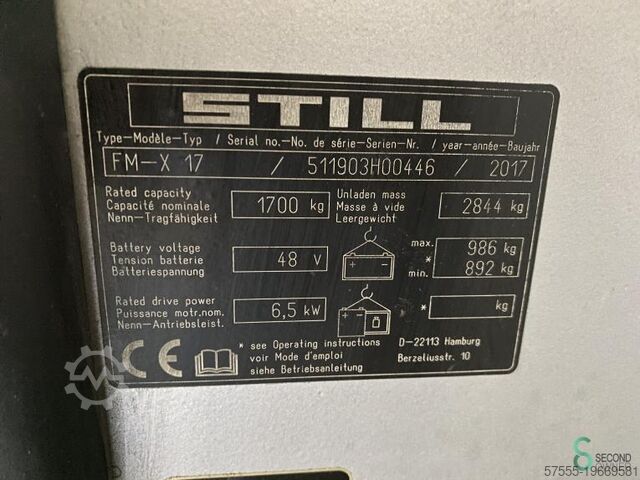 STILL
Type-Modèle-Typ / Serial no.-No. de série-Serien-Nr. / year-année-Baujahr
FM-X 17 / 511903H00446 / 2017
Rated capacity
Capacité nominale
Nenn-Tragfähigkeit
1700 kg
Unladen mass
Masse à vide
Leergewicht
2844 kg
Battery voltage
Tension batterie
Batteriespannung
48 V
max. 986 kg
*
min. 892 kg
Rated drive power
Puissance motr.nom.
Nenn-Antriebsleist.
6,5 kW
* kg
CE
* see Operating instructions
voir Mode d'emploi
siehe Betriebsanleitung
D-22113 Hamburg
Berzeliusstr. 10
SECOND
57555-19669581